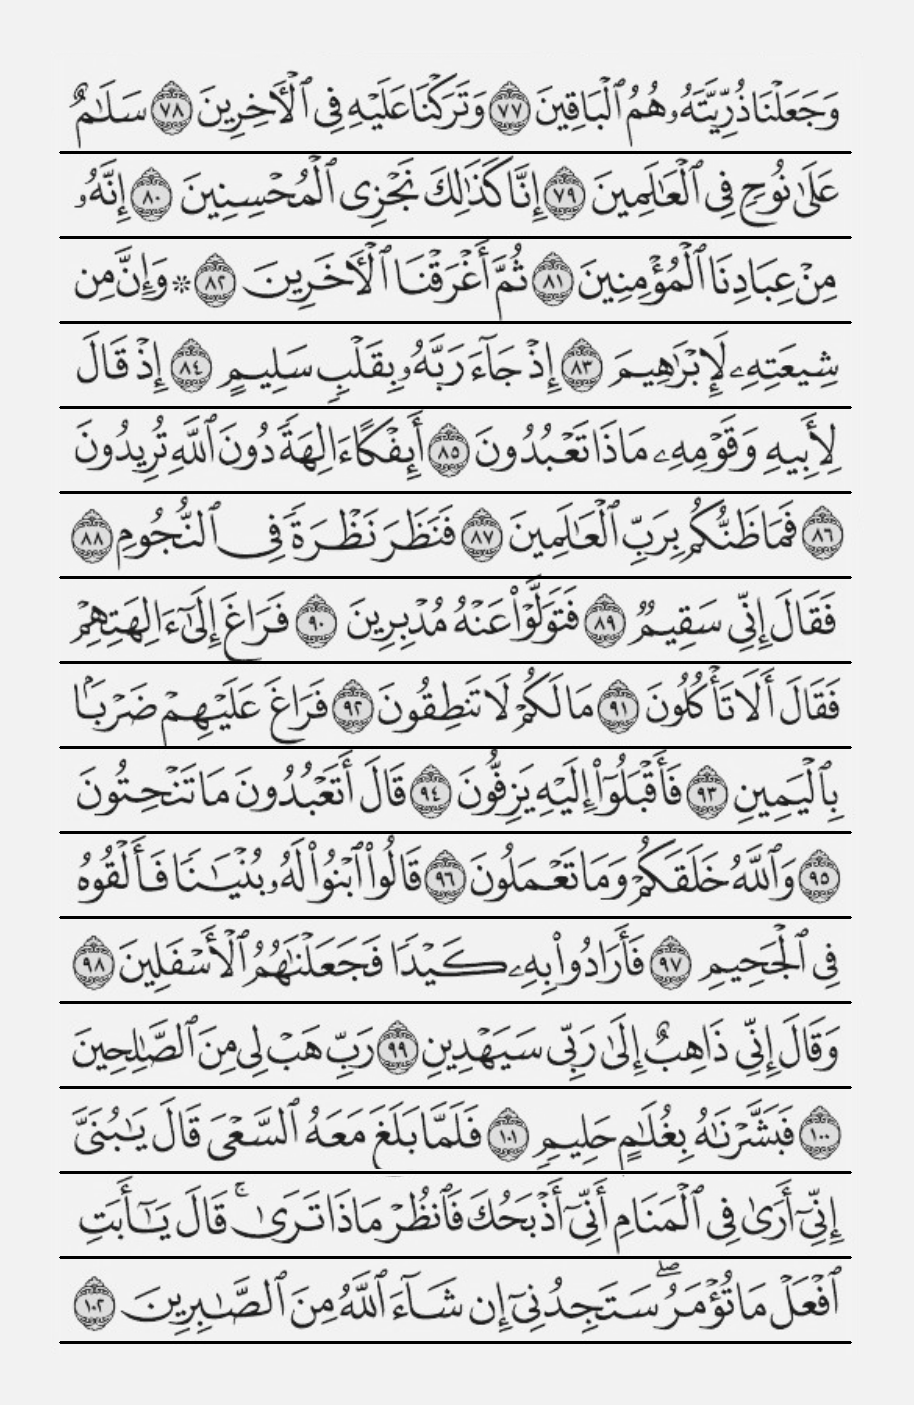 وَجَعَلْنَا ذُرِّيَّتَهُۥ هُمُ ٱلْبَاقِينَ ٧٧ وَتَرَكْنَا عَلَيْهِ فِى ٱلْـَٔاخِرِينَ ٧٨ سَلَـٰمٌ
عَلَىٰ نُوحٍ فِى ٱلْعَـٰلَمِينَ ٧٩ إِنَّا كَذَٰلِكَ نَجْزِى ٱلْمُحْسِنِينَ ٨٠ إِنَّهُۥ
مِنْ عِبَادِنَا ٱلْمُؤْمِنِينَ ٨١ ثُمَّ أَغْرَقْنَا ٱلْـَٔاخَرِينَ ٨٢ ۞ وَإِنَّ مِن
شِيعَتِهِۦ لَإِبْرَٰهِيمَ ٨٣ إِذْ جَآءَ رَبَّهُۥ بِقَلْبٍ سَلِيمٍ ٨٤ إِذْ قَالَ
لِأَبِيهِ وَقَوْمِهِۦ مَاذَا تَعْبُدُونَ ٨٥ أَئِفْكًا ءَالِهَةً دُونَ ٱللَّهِ تُرِيدُونَ
٨٦ فَمَا ظَنُّكُم بِرَبِّ ٱلْعَـٰلَمِينَ ٨٧ فَنَظَرَ نَظْرَةً فِى ٱلنُّجُومِ ٨٨
فَقَالَ إِنِّى سَقِيمٌ ٨٩ فَتَوَلَّوْا۟ عَنْهُ مُدْبِرِينَ ٩٠ فَرَاغَ إِلَىٰٓ ءَالِهَتِهِمْ
فَقَالَ أَلَا تَأْكُلُونَ ٩١ مَا لَكُمْ لَا تَنطِقُونَ ٩٢ فَرَاغَ عَلَيْهِمْ ضَرْبًۢا
بِٱلْيَمِينِ ٩٣ فَأَقْبَلُوٓا۟ إِلَيْهِ يَزِفُّونَ ٩٤ قَالَ أَتَعْبُدُونَ مَا تَنْحِتُونَ
٩٥ وَٱللَّهُ خَلَقَكُمْ وَمَا تَعْمَلُونَ ٩٦ قَالُوا۟ ٱبْنُوا۟ لَهُۥ بُنْيَـٰنًا فَأَلْقُوهُ
فِى ٱلْجَحِيمِ ٩٧ فَأَرَادُوا۟ بِهِۦ كَيْدًا فَجَعَلْنَـٰهُمُ ٱلْأَسْفَلِينَ ٩٨
وَقَالَ إِنِّى ذَاهِبٌ إِلَىٰ رَبِّى سَيَهْدِينِ ٩٩ رَبِّ هَبْ لِى مِنَ ٱلصَّـٰلِحِينَ
١٠٠ فَبَشَّرْنَـٰهُ بِغُلَـٰمٍ حَلِيمٍ ١٠١ فَلَمَّا بَلَغَ مَعَهُ ٱلسَّعْىَ قَالَ يَـٰبُنَىَّ
إِنِّىٓ أَرَىٰ فِى ٱلْمَنَامِ أَنِّىٓ أَذْبَحُكَ فَٱنظُرْ مَاذَا تَرَىٰ ۚ قَالَ يَـٰٓأَبَتِ
ٱفْعَلْ مَا تُؤْمَرُ ۖ سَتَجِدُنِىٓ إِن شَآءَ ٱللَّهُ مِنَ ٱلصَّـٰبِرِينَ ١٠٢